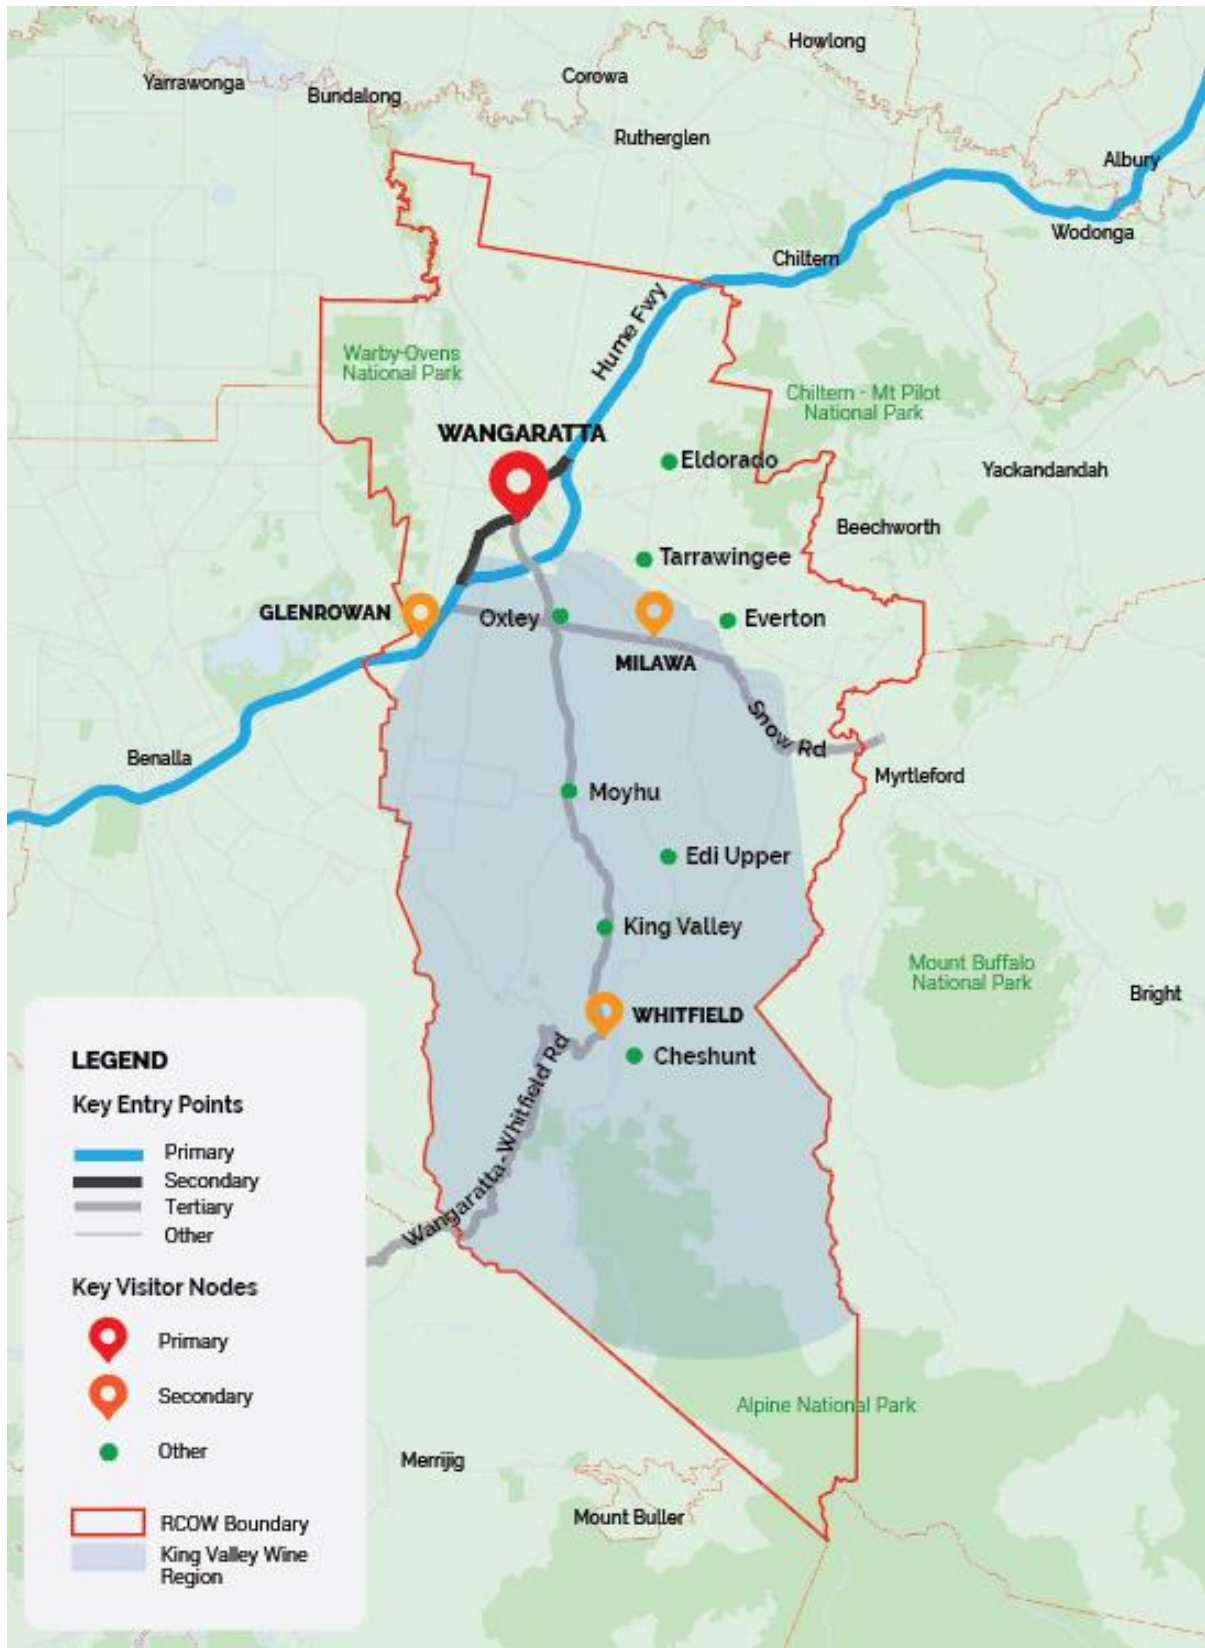 Howlong
Corowa
Yarrawonga
Bundalong
Rutherglen
Albury
Wodonga
Chiltern
Hume Fwy
Warby-Ovens
National Park
Chiltern - Mt Pilot
National Park
WANGARATTA
Eldorado
Yackandandah
Beechworth
Tarrawingee
GLENROWAN
Oxley
Everton
MILAWA
Snow Rd
Benalla
Myrtleford
Moyhu
Edi Upper
King Valley
Mount Buffalo
National Park
Bright
WHITFIELD
Cheshunt
Wangaratta-Whitfield Rd
Alpine National Park
Merrijig
Mount Buller
LEGEND
Key Entry Points
Primary
Secondary
Tertiary
Other
Key Visitor Nodes
Primary
Secondary
Other
RCOW Boundary
King Valley Wine
Region